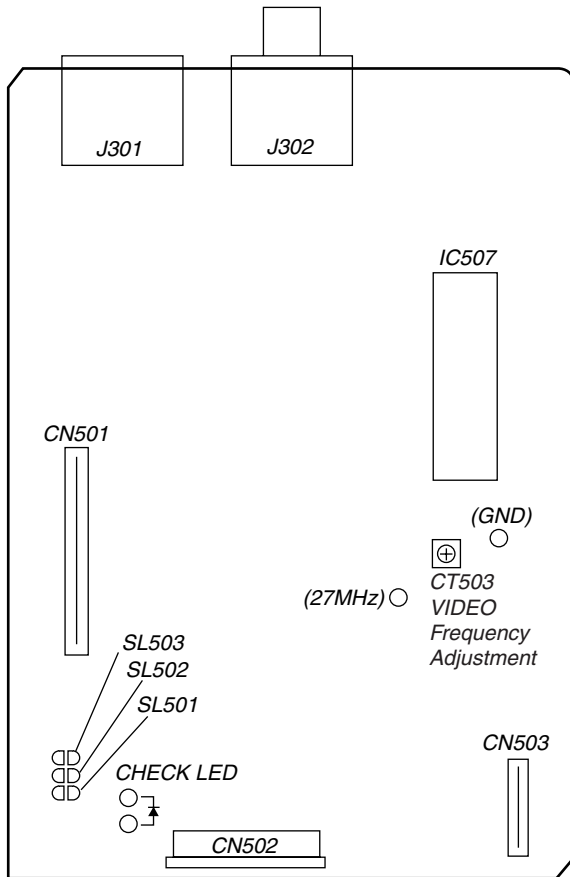 J301
J302
IC507
CN501
(GND)
(27MHz)
CT503
VIDEO
Frequency
Adjustment
SL503
SL502
SL501
CN503
CHECK LED
CN502